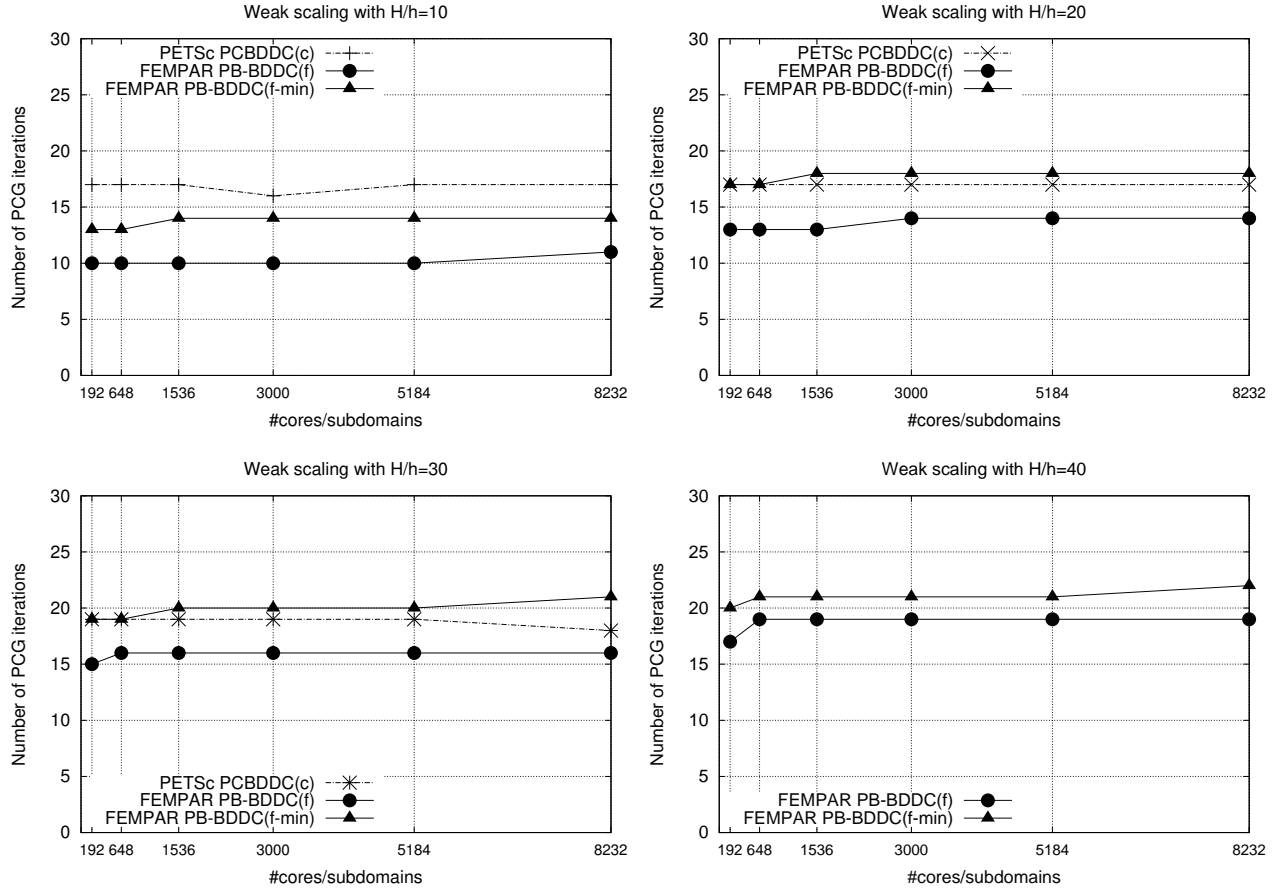 Weak scaling with H/h=10
30
25
20
15
10
5
0
Number of PCG iterations
PETSc PCBDDC(c)
FEMPAR PB-BDDC(f)
FEMPAR PB-BDDC(f-min)
192 648 1536 3000 5184 8232
#cores/subdomains
Weak scaling with H/h=20
30
25
20
15
10
5
0
Number of PCG iterations
PETSc PCBDDC(c)
FEMPAR PB-BDDC(f)
FEMPAR PB-BDDC(f-min)
192 648 1536 3000 5184 8232
#cores/subdomains
Weak scaling with H/h=30
30
25
20
15
10
5
0
Number of PCG iterations
PETSc PCBDDC(c)
FEMPAR PB-BDDC(f)
FEMPAR PB-BDDC(f-min)
192 648 1536 3000 5184 8232
#cores/subdomains
Weak scaling with H/h=40
30
25
20
15
10
5
0
Number of PCG iterations
FEMPAR PB-BDDC(f)
FEMPAR PB-BDDC(f-min)
192 648 1536 3000 5184 8232
#cores/subdomains